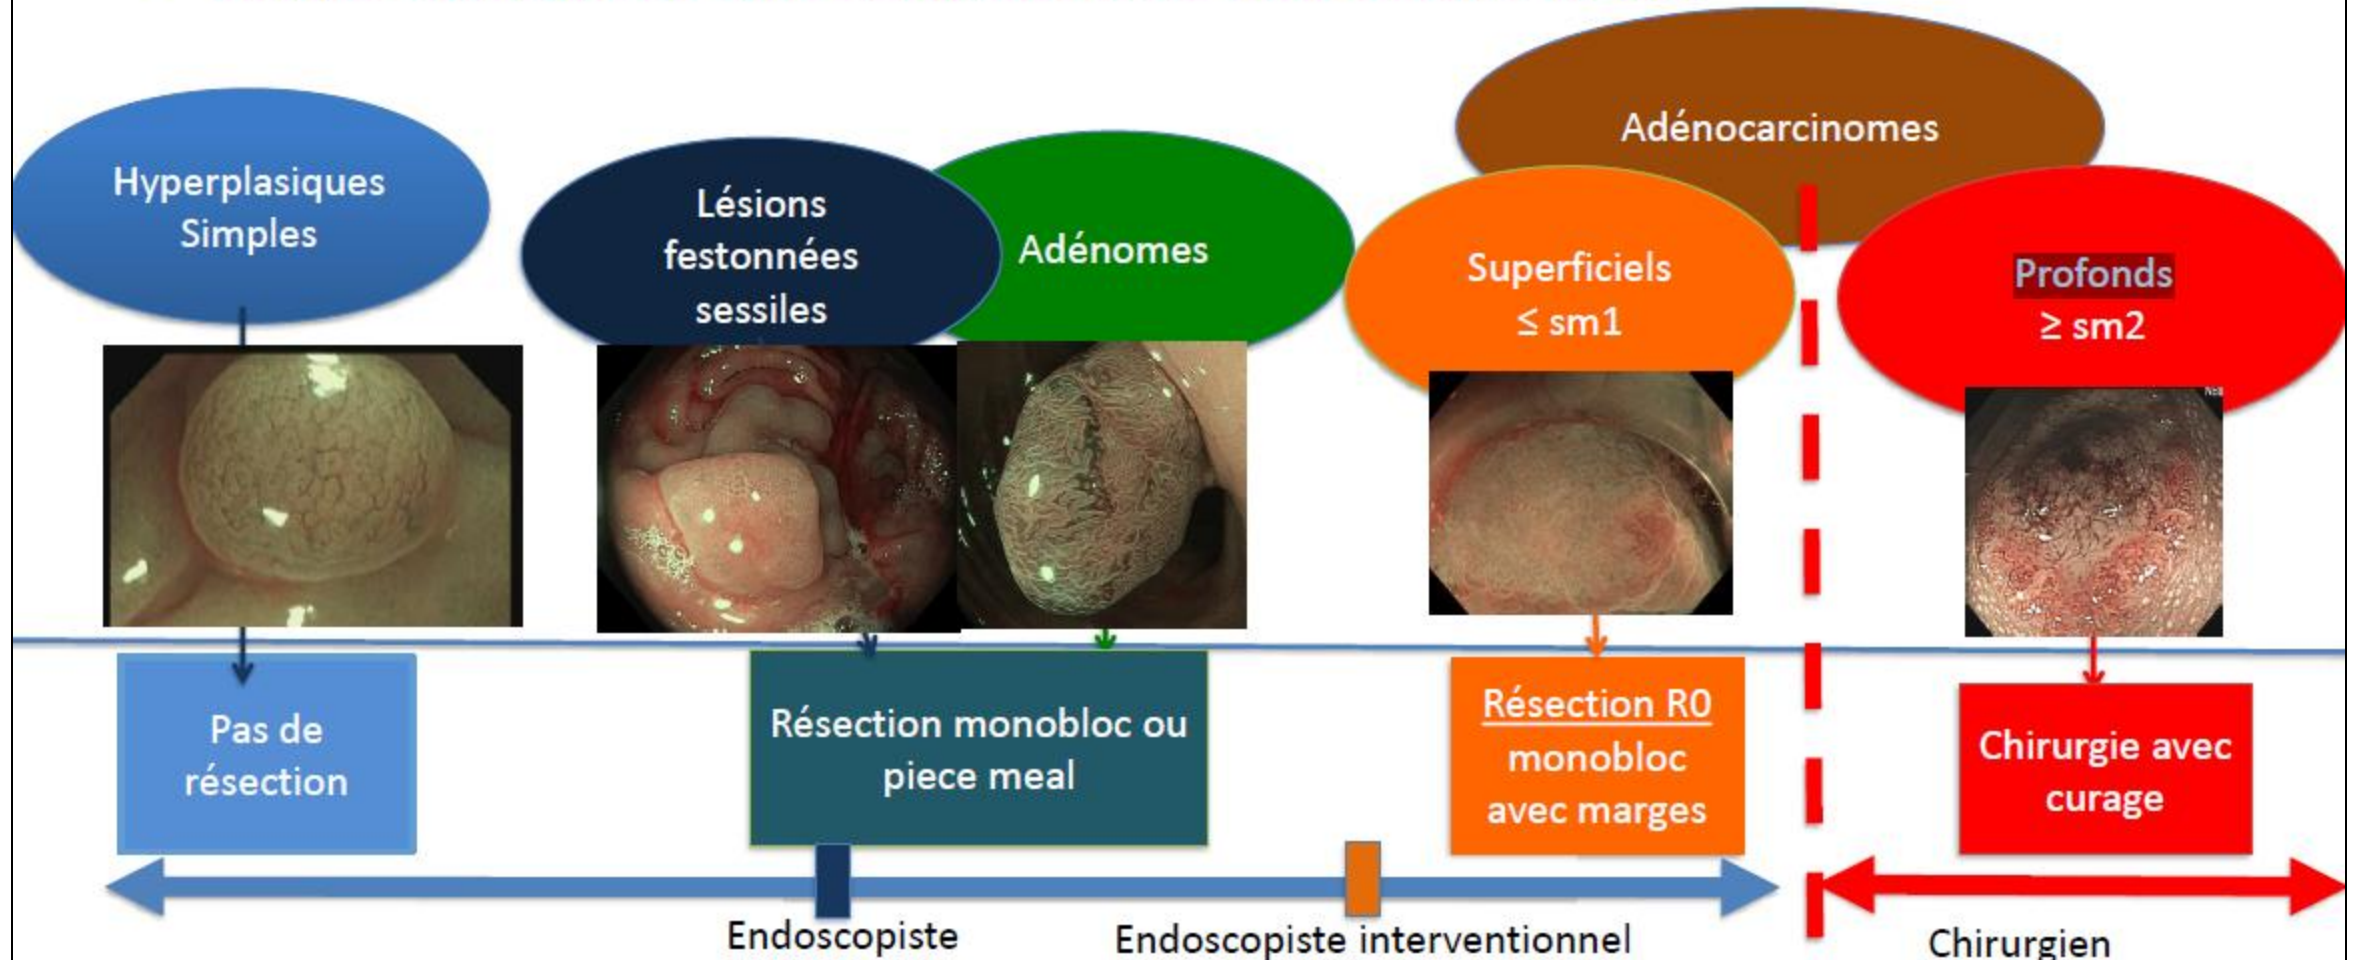 Hyperplasiques
Simples
Lésions
festonnées
sessiles
Adénomes
Adénocarcinomes
Superficiels
≤ sm1
Profonds
≥ sm2
Pas de
résection
Résection monobloc ou
piece meal
Résection R0
monobloc
avec marges
Chirurgie avec
curage
Endoscopiste
Endoscopiste interventionnel
Chirurgien